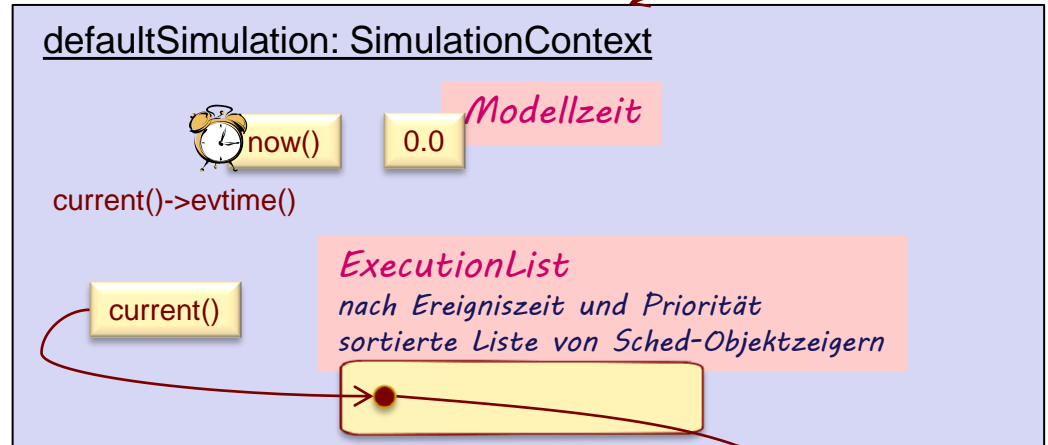 defaultSimulation: SimulationContext
Modellzeit
now()
0.0
current()->evtime()
ExecutionList
nach Ereigniszeit und Priorität
current()
sortierte Liste von Sched-Objektzeigern